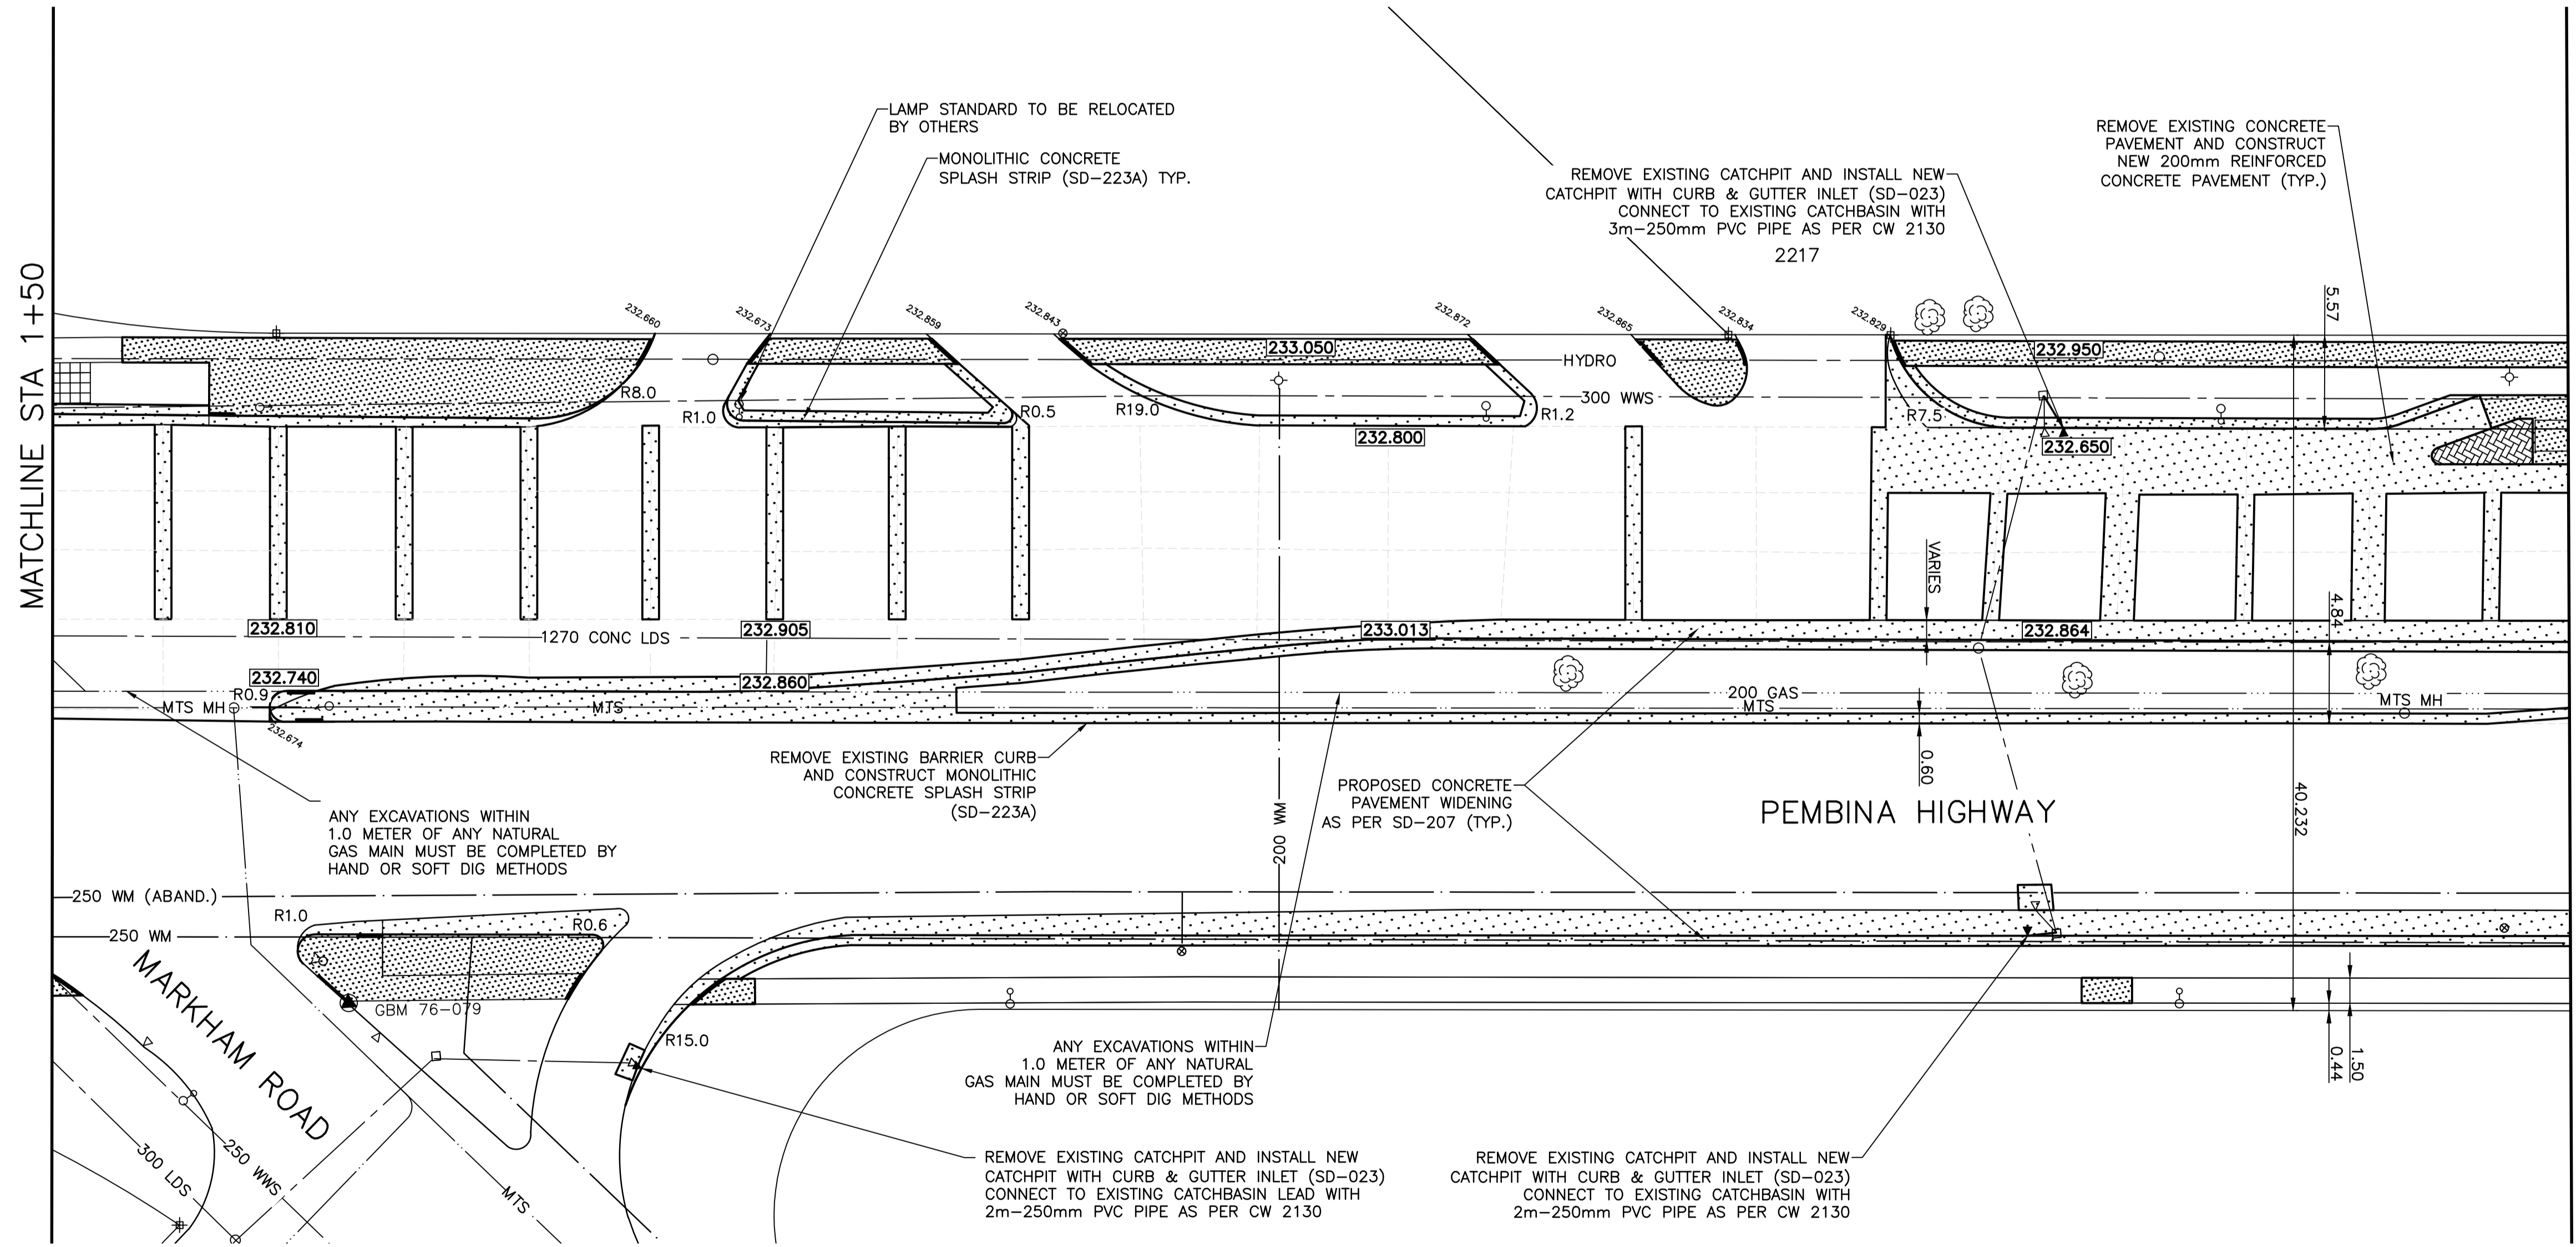 MATCHLINE STA 1+50
LAMP STANDARD TO BE RELOCATED
BY OTHERS
MONOLITHIC CONCRETE
SPLASH STRIP (SD-223A) TYP.
REMOVE EXISTING CATCHPIT AND INSTALL NEW
CATCHPIT WITH CURB & GUTTER INLET (SD-023)
CONNECT TO EXISTING CATCHBASIN WITH
3m-250mm PVC PIPE AS PER CW 2130
2217
REMOVE EXISTING CONCRETE
PAVEMENT AND CONSTRUCT
NEW 200mm REINFORCED
CONCRETE PAVEMENT (TYP.)
232.660
232.673
232.859
232.843
232.872
232.865
232.834
232.829
5.57
233.050
232.950
HYDRO
300 WWS
R8.0
R1.0
R0.5
R19.0
R1.2
R7.5
232.800
232.650
VARIES
4.84
232.810
1270 CONC LDS
232.905
233.013
232.864
232.740
232.860
R0.9
MTS MH
MTS
200 GAS
MTS
MTS MH
232.674
REMOVE EXISTING BARRIER CURB
AND CONSTRUCT MONOLITHIC
CONCRETE SPLASH STRIP
(SD-223A)
0.60
PROPOSED CONCRETE
PAVEMENT WIDENING
AS PER SD-207 (TYP.)
PEMBINA HIGHWAY
40.232
200 WM
ANY EXCAVATIONS WITHIN
1.0 METER OF ANY NATURAL
GAS MAIN MUST BE COMPLETED BY
HAND OR SOFT DIG METHODS
250 WM (ABAND.)
R1.0
R0.6
250 WM
MARKHAM ROAD
GBM 76-079
R15.0
ANY EXCAVATIONS WITHIN
1.0 METER OF ANY NATURAL
GAS MAIN MUST BE COMPLETED BY
HAND OR SOFT DIG METHODS
1.50
0.44
300 LDS
250 WWS
MTS
REMOVE EXISTING CATCHPIT AND INSTALL NEW
CATCHPIT WITH CURB & GUTTER INLET (SD-023)
CONNECT TO EXISTING CATCHBASIN LEAD WITH
2m-250mm PVC PIPE AS PER CW 2130
REMOVE EXISTING CATCHPIT AND INSTALL NEW
CATCHPIT WITH CURB & GUTTER INLET (SD-023)
CONNECT TO EXISTING CATCHBASIN WITH
2m-250mm PVC PIPE AS PER CW 2130